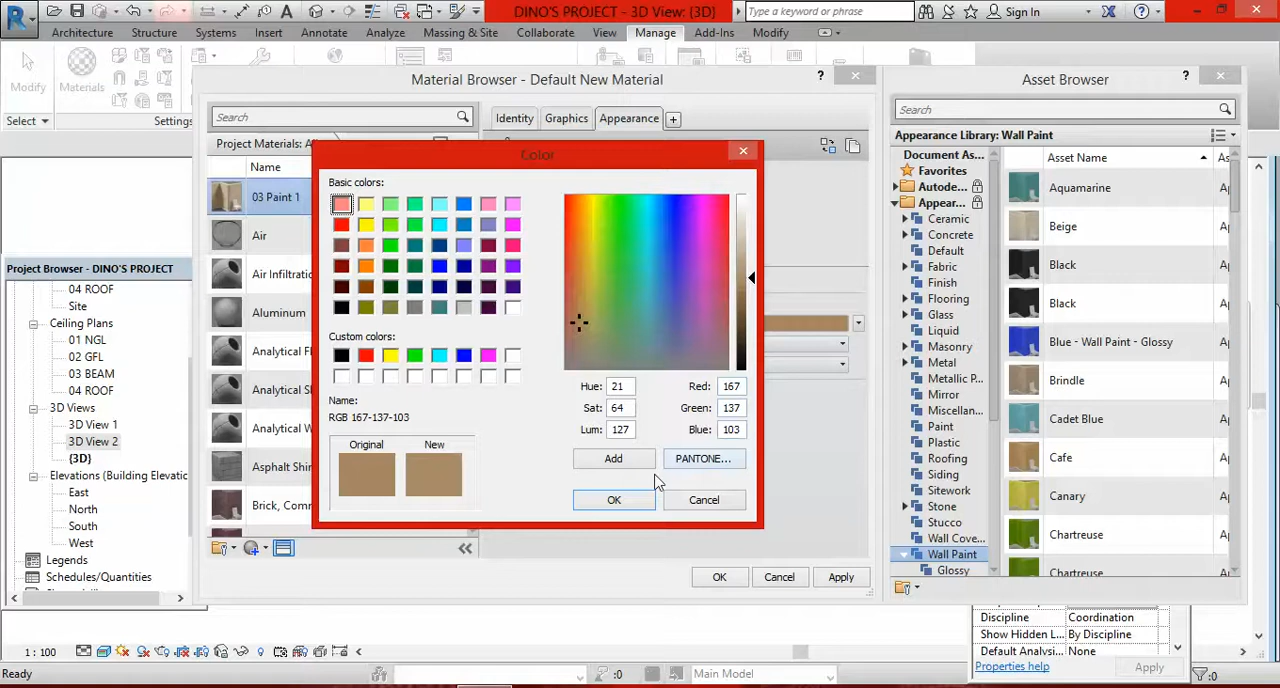 DINO'S PROJECT - 3D View: {3D}
Type a keyword or phrase
Sign In
Architecture Structure Systems Insert Annotate Analyze Massing & Site Collaborate View Manage Add-Ins Modify
Modify
Materials
Select
Settings
Material Browser - Default New Material
Search
Project Materials: A
Name
03 Paint 1
Air
Air Infiltra
Aluminum
Analytical F
Analytical S
Analytical W
Asphalt Shin
Brick, Comm
Identity Graphics Appearance
Color
Basic colors:
Custom colors:
Name:
RGB 167-137-103
Original New
Hue: 21 Red: 167
Sat: 64 Green: 137
Lum: 127 Blue: 103
Add PANTONE...
OK Cancel
OK Cancel Apply
Asset Browser
Search
Appearance Library: Wall Paint
Document As...
Favorites
Autode...
Appear...
Ceramic
Concrete
Default
Fabric
Finish
Flooring
Glass
Liquid
Masonry
Metal
Metallic P...
Mirror
Miscellan...
Paint
Plastic
Roofing
Siding
Sitework
Stone
Stucco
Wall Cove...
Wall Paint
Glossy
Asset Name
Aquamarine
Beige
Black
Black
Blue - Wall Paint - Glossy
Brindle
Cadet Blue
Cafe
Canary
Chartreuse
Chartreuse
Project Browser - DINO'S PROJECT
04 ROOF
Site
Ceiling Plans
01 NGL
02 GFL
03 BEAM
04 ROOF
3D Views
3D View 1
3D View 2
{3D}
Elevations (Building Elevation
East
North
South
West
Legends
Schedules/Quantities
Discipline Coordination
Show Hidden L... By Discipline
Default Analysi... None
Properties help Apply
1 : 100
Ready
:0
Main Model
:0